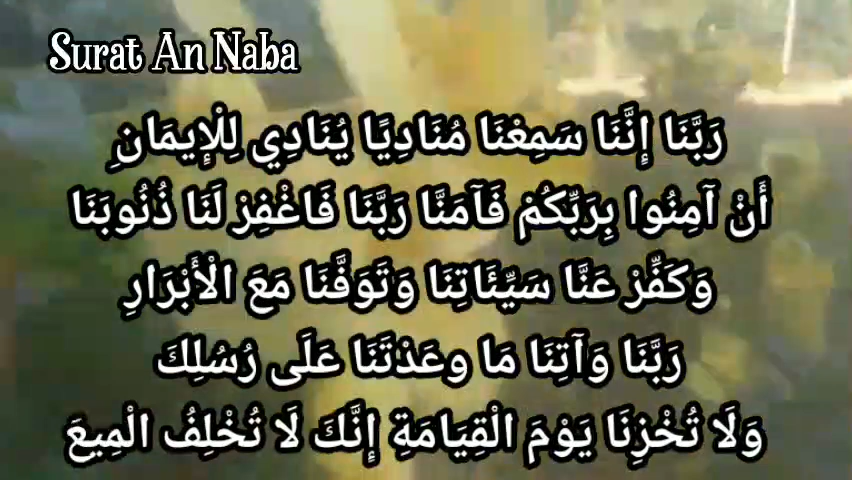 Surat An Naba
رَبَّنَا إِنَّنَا سَمِعْنَا مُنَادِيًا يُنَادِي لِلْإِيمَانِ
أَنْ آمِنُوا بِرَبِّكُمْ فَآمَنَّا رَبَّنَا فَاغْفِرْ لَنَا ذُنُوبَنَا
وَكَفِّرْ عَنَّا سَيِّئَاتِنَا وَتَوَفَّنَا مَعَ الْأَبْرَارِ
رَبَّنَا وَآتِنَا مَا وعَدْتَنَا عَلَى رُسُلِكَ
وَلَا تُخْزِنَا يَوْمَ الْقِيَامَةِ إِنَّكَ لَا تُخْلِفُ الْمِيعَ